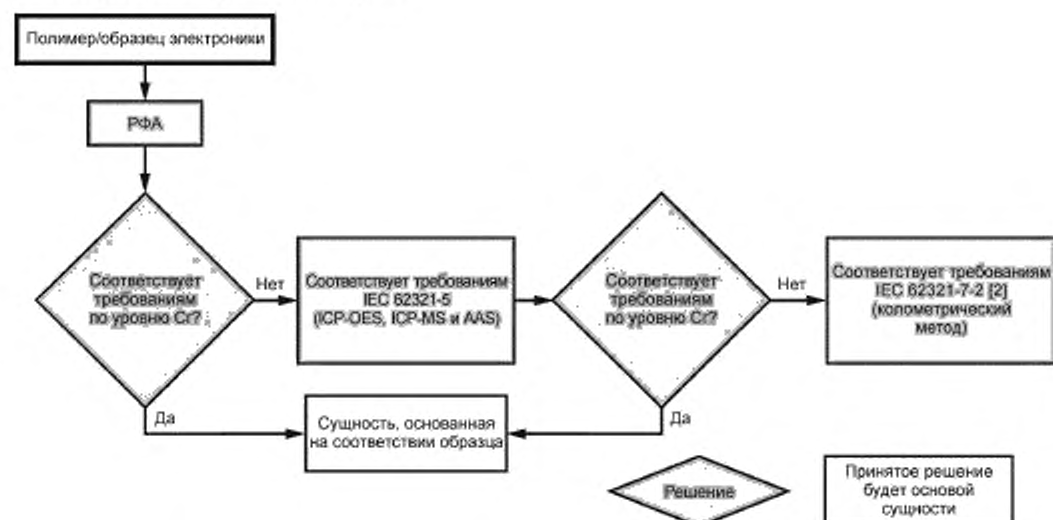 Полимер/образец электроники
РФА
Соответствует
требованиям
по уровню Cr?
Нет
Соответствует требованиям
IEC 62321-5
(ICP-OES, ICP-MS и AAS)
Соответствует
требованиям
по уровню Cr?
Нет
Соответствует требованиям
IEC 62321-7-2 [2]
(колометрический
метод)
Да
Сущность, основанная
на соответствии образца
Да
Решение
Принятое решение
будет основой
сущности